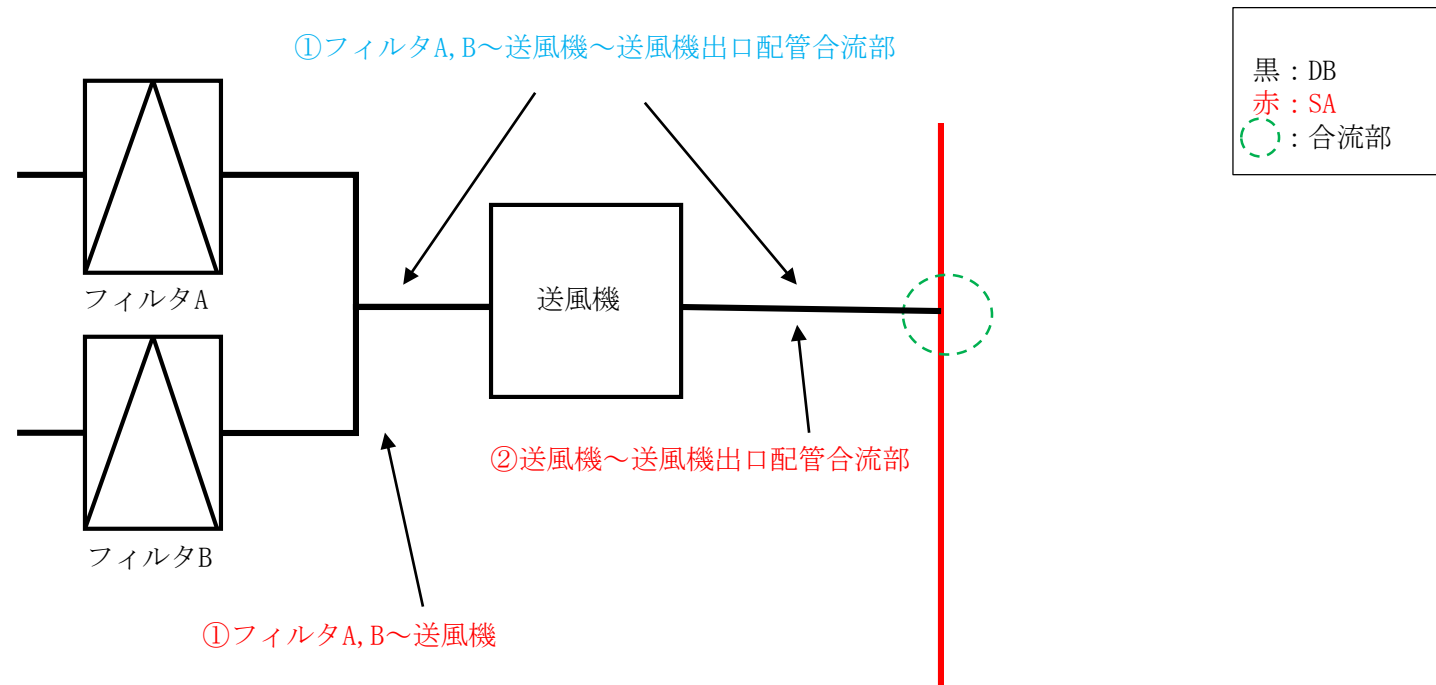 ①フィルタA,B～送風機～送風機出口配管合流部
黒：DB
赤：SA
：合流部
フィルタA
送風機
②送風機～送風機出口配管合流部
フィルタB
①フィルタA,B～送風機